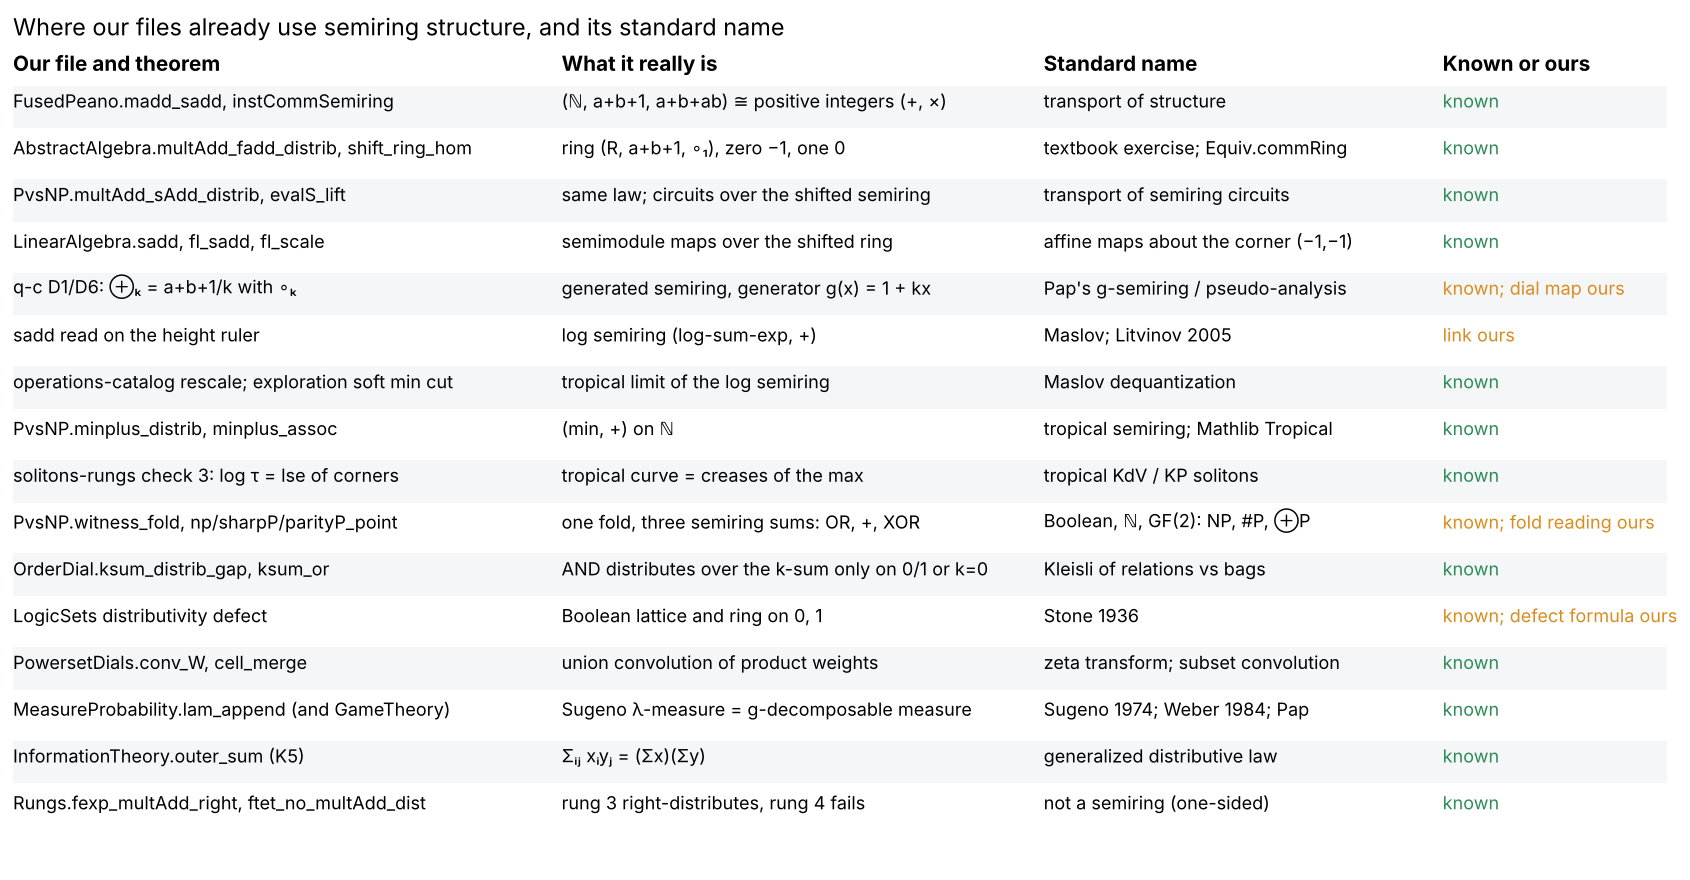 Where our files already use semiring structure, and its standard name
Our file and theorem What it really is Standard name Known or ours
FusedPeano.madd_sadd, instCommSemiring (ℕ, a+b+1, a+b+ab) ≅ positive integers (+, ×) transport of structure known
AbstractAlgebra.multAdd_fadd_distrib, shift_ring_hom ring (R, a+b+1, ∘₁), zero −1, one 0 textbook exercise; Equiv.commRing known
PvsNP.multAdd_sAdd_distrib, evalS_lift same law; circuits over the shifted semiring transport of semiring circuits known
LinearAlgebra.sadd, fl_sadd, fl_scale semimodule maps over the shifted ring affine maps about the corner (−1,−1) known
q-c D1/D6: ⊕ₖ = a+b+1/k with ∘ₖ generated semiring, generator g(x) = 1 + kx Pap's g-semiring / pseudo-analysis known; dial map ours
sadd read on the height ruler log semiring (log-sum-exp, +) Maslov; Litvinov 2005 link ours
operations-catalog rescale; exploration soft min cut tropical limit of the log semiring Maslov dequantization known
PvsNP.minplus_distrib, minplus_assoc (min, +) on ℕ tropical semiring; Mathlib Tropical known
solitons-rungs check 3: log τ = lse of corners tropical curve = creases of the max tropical KdV / KP solitons known
PvsNP.witness_fold, np/sharpP/parityP_point one fold, three semiring sums: OR, +, XOR Boolean, ℕ, GF(2): NP, #P, ⊕P known; fold reading ours
OrderDial.ksum_distrib_gap, ksum_or AND distributes over the k-sum only on 0/1 or k=0 Kleisli of relations vs bags known
LogicSets distributivity defect Boolean lattice and ring on 0, 1 Stone 1936 known; defect formula ours
PowersetDials.conv_W, cell_merge union convolution of product weights zeta transform; subset convolution known
MeasureProbability.lam_append (and GameTheory) Sugeno λ-measure = g-decomposable measure Sugeno 1974; Weber 1984; Pap known
InformationTheory.outer_sum (K5) Σᵢⱼ xᵢyⱼ = (Σx)(Σy) generalized distributive law known
Rungs.fexp_multAdd_right, ftet_no_multAdd_dist rung 3 right-distributes, rung 4 fails not a semiring (one-sided) known